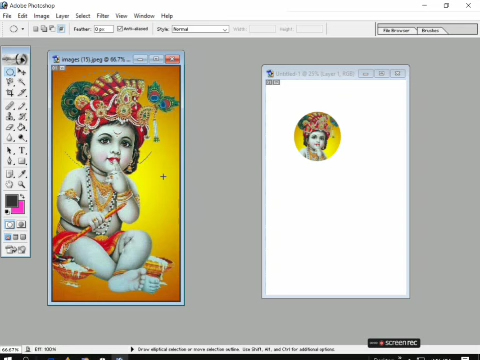 Adobe Photoshop
File Edit Image Layer Select Filter View Window Help
Feather: 0 px Anti-aliased Style: Normal Width: Height:
File Browser Brushes
images (15).jpeg @ 66.7% ...
Untitled-1 @ 25% (Layer 1, RGB)
66.67% Eff: 100% Draw elliptical selection or move selection outline. Use Shift, Alt, and Ctrl for additional options.
screenrec